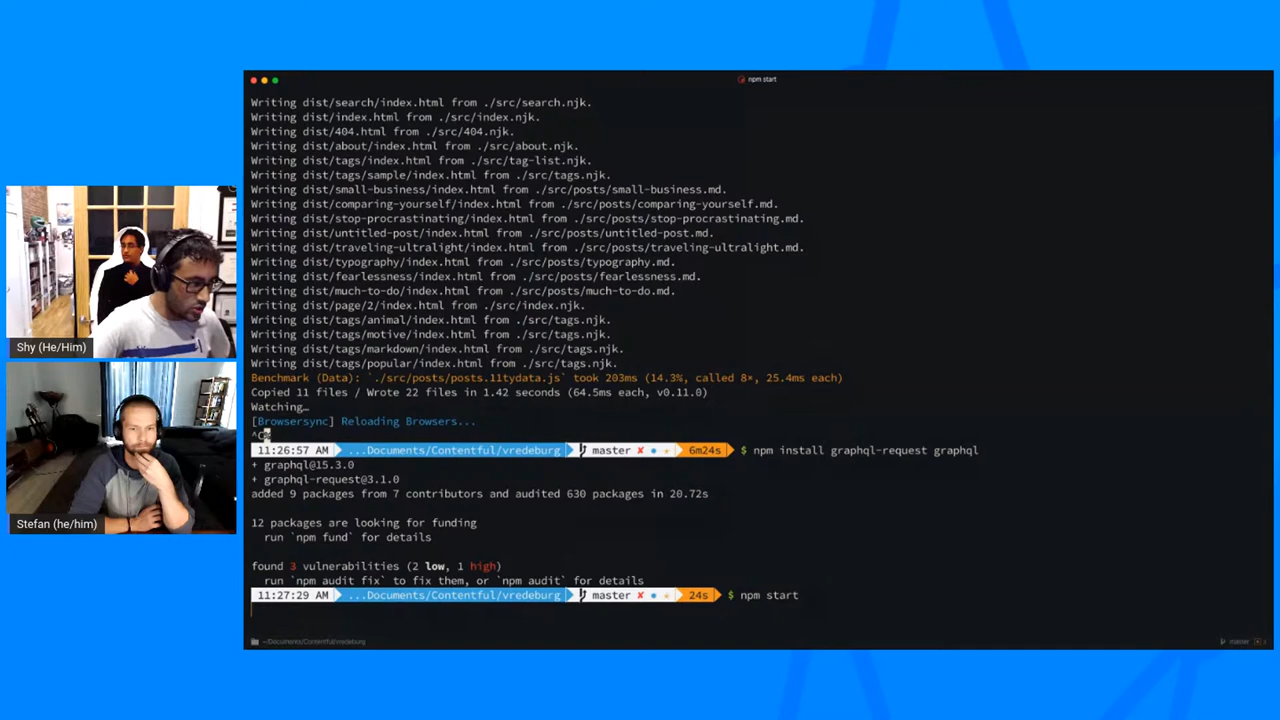 npm start
Writing dist/search/index.html from ./src/search.njk.
Writing dist/index.html from ./src/index.njk.
Writing dist/404.html from ./src/404.njk.
Writing dist/about/index.html from ./src/about.njk.
Writing dist/tags/index.html from ./src/tag-list.njk.
Writing dist/tags/sample/index.html from ./src/tags.njk.
Writing dist/small-business/index.html from ./src/posts/small-business.md.
Writing dist/comparing-yourself/index.html from ./src/posts/comparing-yourself.md.
Writing dist/stop-procrastinating/index.html from ./src/posts/stop-procrastinating.md.
Writing dist/untitled-post/index.html from ./src/posts/untitled-post.md.
Writing dist/traveling-ultralight/index.html from ./src/posts/traveling-ultralight.md.
Writing dist/typography/index.html from ./src/posts/typography.md.
Writing dist/fearlessness/index.html from ./src/posts/fearlessness.md.
Writing dist/much-to-do/index.html from ./src/posts/much-to-do.md.
Writing dist/page/2/index.html from ./src/index.njk.
Writing dist/tags/animal/index.html from ./src/tags.njk.
Writing dist/tags/motive/index.html from ./src/tags.njk.
Writing dist/tags/markdown/index.html from ./src/tags.njk.
Writing dist/tags/popular/index.html from ./src/tags.njk.
Benchmark (Data): `./src/posts/posts.11tydata.js` took 203ms (14.3%, called 8×, 25.4ms each)
Copied 11 files / Wrote 22 files in 1.42 seconds (64.5ms each, v0.11.0)
Watching…
[Browsersync] Reloading Browsers...
^C
11:26:57 AM ...Documents/Contentful/vredeburg master ✘ ● ★ 6m24s $ npm install graphql-request graphql
+ graphql@15.3.0
+ graphql-request@3.1.0
added 9 packages from 7 contributors and audited 630 packages in 20.72s
12 packages are looking for funding
run `npm fund` for details
found 3 vulnerabilities (2 low, 1 high)
run `npm audit fix` to fix them, or `npm audit` for details
11:27:29 AM ...Documents/Contentful/vredeburg master ✘ ● ★ 24s $ npm start
~/Documents/Contentful/vredeburg
master
Shy (He/Him)
Stefan (he/him)